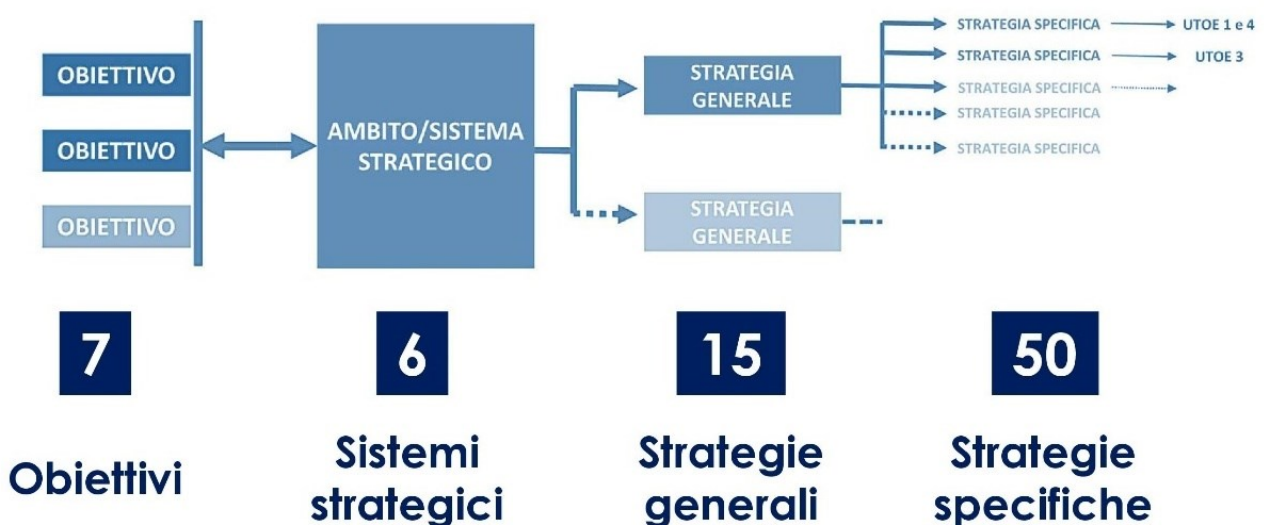 OBIETTIVO
OBIETTIVO
OBIETTIVO
AMBITO/SISTEMA
STRATEGICO
STRATEGIA
GENERALE
STRATEGIA
GENERALE
STRATEGIA SPECIFICA
UTOE 1 e 4
STRATEGIA SPECIFICA
UTOE 3
STRATEGIA SPECIFICA
STRATEGIA SPECIFICA
STRATEGIA SPECIFICA
7
6
15
50
Obiettivi
Sistemi
strategici
Strategie
generali
Strategie
specifiche